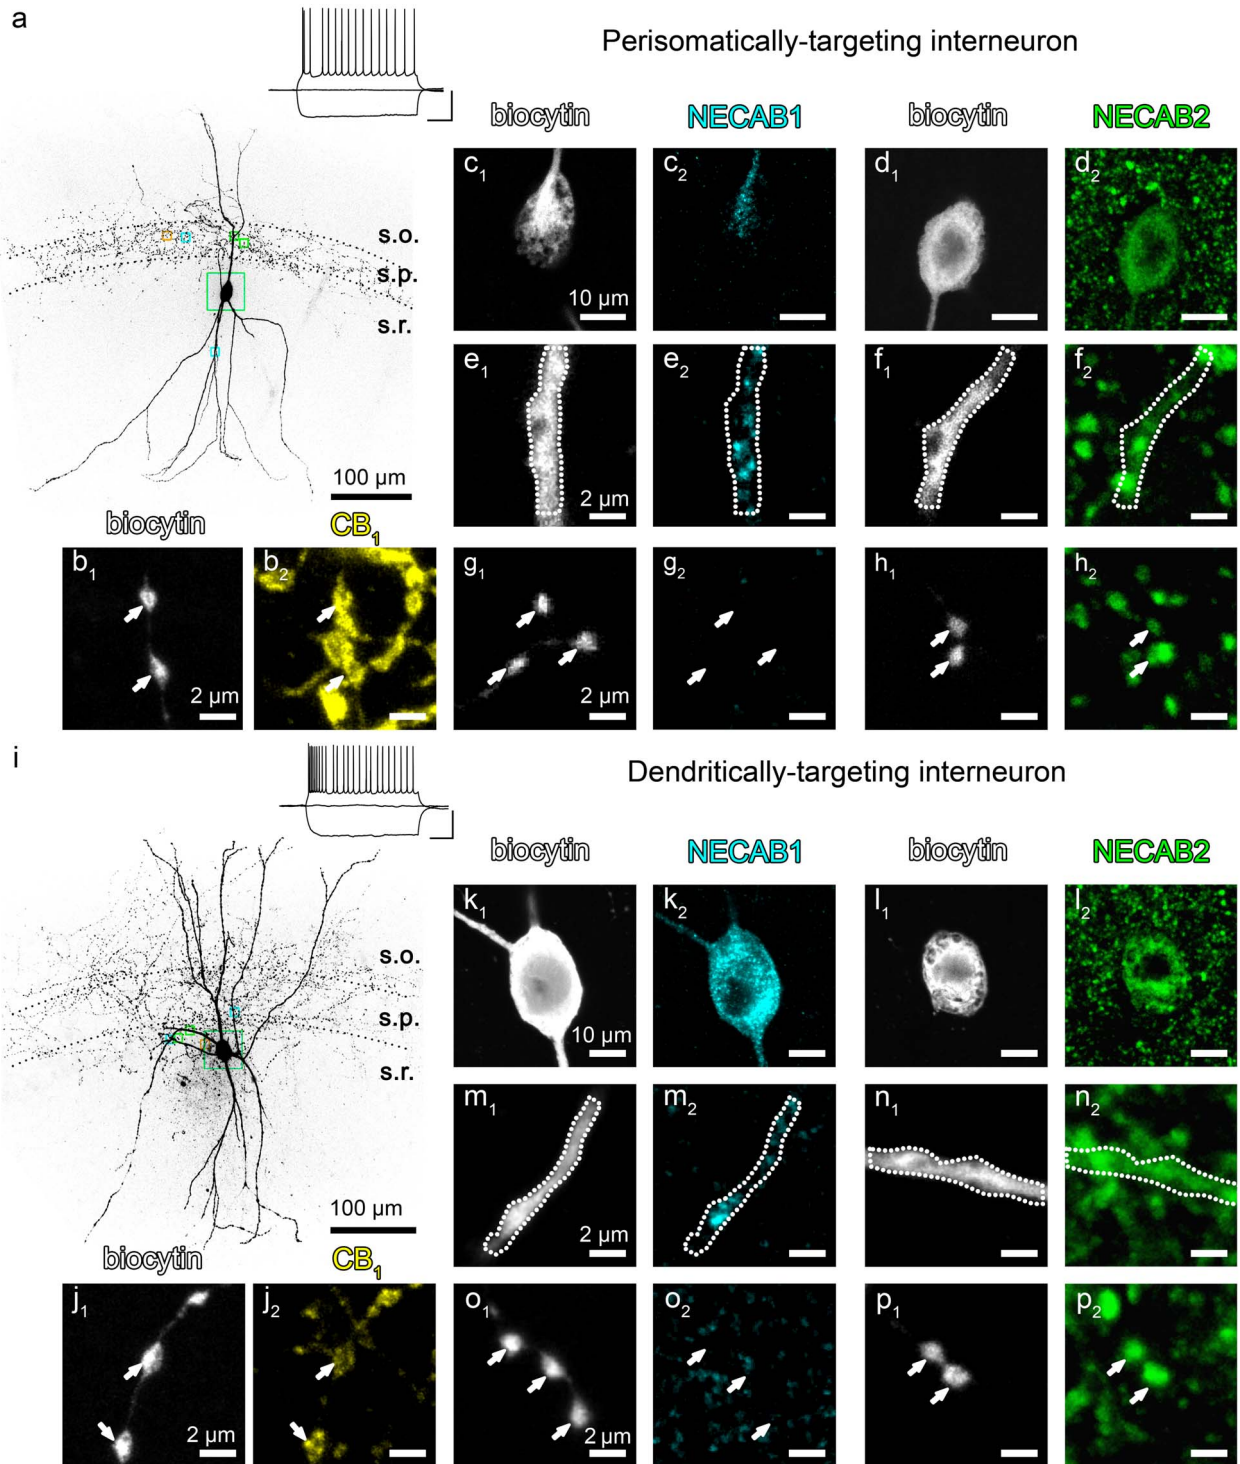 a
Perisomatically-targeting interneuron
biocytin
NECAB1
biocytin
NECAB2
s.o.
s.p.
s.r.
100 µm
c1
10 µm
c2
d1
d2
e1
2 µm
e2
f1
f2
biocytin
CB1
b1
2 µm
b2
g1
2 µm
g2
h1
h2
i
Dendritically-targeting interneuron
biocytin
NECAB1
biocytin
NECAB2
s.o.
s.p.
s.r.
100 µm
k1
10 µm
k2
l1
l2
m1
2 µm
m2
n1
n2
biocytin
CB1
j1
2 µm
j2
o1
2 µm
o2
p1
p2